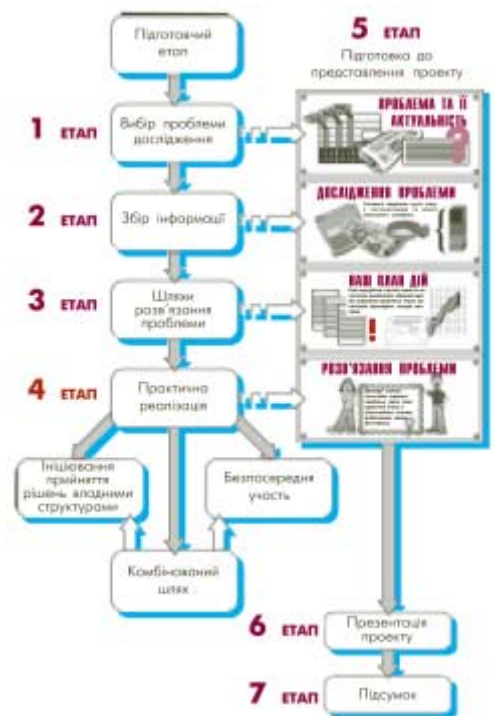 Підготовчий
етап
1 ЕТАП
Вибір проблеми
дослідження
2 ЕТАП
Збір інформації
3 ЕТАП
Шляхи
розв'язання
проблеми
4 ЕТАП
Практична
реалізація
Ініціювання
прийняття
рішень владними
структурами
Безпосередня
участь
Комбінований
шлях
5
ЕТАП
Підготовка до
представлення проекту
ПРОБЛЕМА ТА ЇЇ
АКТУАЛЬНІСТЬ
?
ДОСЛІДЖЕННЯ ПРОБЛЕМИ
НАШ ПЛАН ДІЙ
!
РОЗВ'ЯЗАННЯ ПРОБЛЕМИ
6 ЕТАП
Презентація
проекту
7 ЕТАП
Підсумок